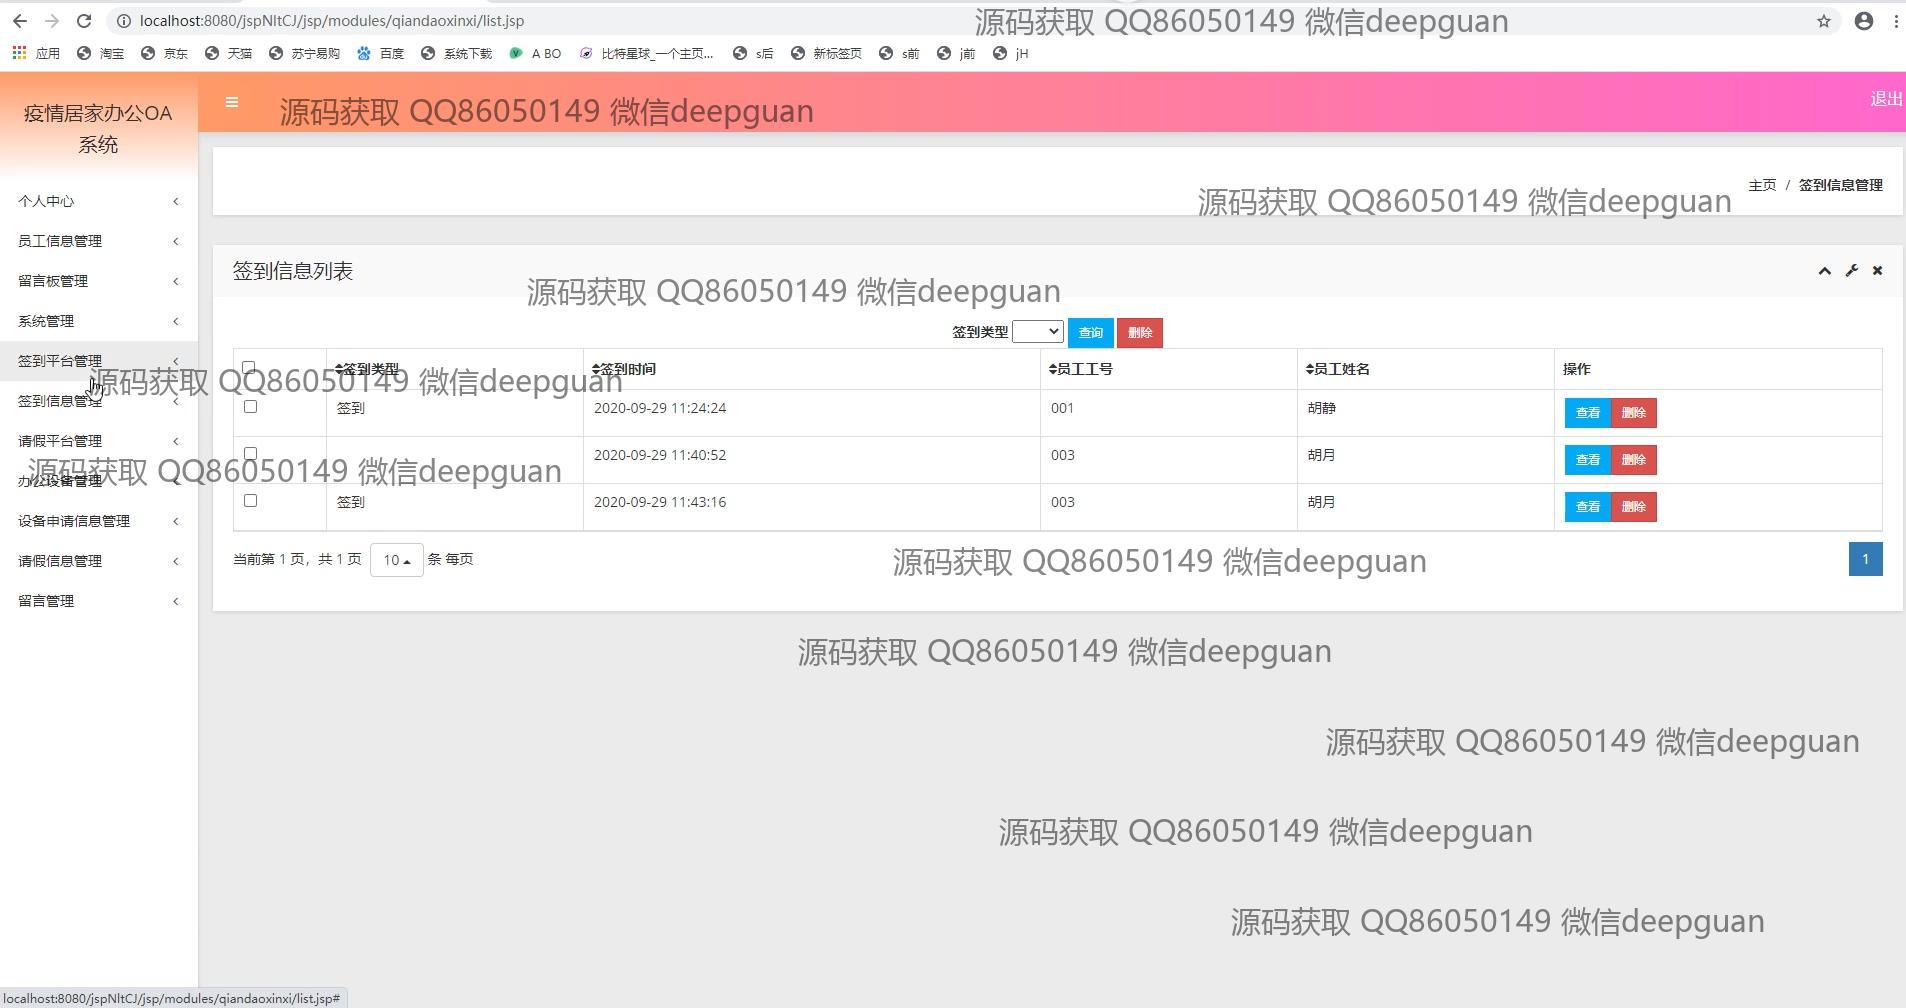 localhost:8080/jspNltCJ/jsp/modules/qiandaoxinxi/list.jsp
源码获取 QQ86050149 微信deepguan
应用 淘宝 京东 天猫 苏宁易购 百度 系统下载 A BO 比特星球_一个主页... s后 新标签页 s前 j前 jH
疫情居家办公OA
系统
源码获取 QQ86050149 微信deepguan
退出
主页 / 签到信息管理
源码获取 QQ86050149 微信deepguan
个人中心
员工信息管理
留言板管理
系统管理
签到平台管理
签到信息管理
请假平台管理
办公设备管理
设备申请信息管理
请假信息管理
留言管理
签到信息列表
源码获取 QQ86050149 微信deepguan
签到类型 查询 删除
签到类型 签到时间 员工工号 员工姓名 操作
源码获取 QQ86050149 微信deepguan
签到 2020-09-29 11:24:24 001 胡静 查看 删除
2020-09-29 11:40:52 003 胡月 查看 删除
源码获取 QQ86050149 微信deepguan
签到 2020-09-29 11:43:16 003 胡月 查看 删除
当前第 1 页，共 1 页 10 条 每页
1
源码获取 QQ86050149 微信deepguan
源码获取 QQ86050149 微信deepguan
源码获取 QQ86050149 微信deepguan
源码获取 QQ86050149 微信deepguan
源码获取 QQ86050149 微信deepguan
localhost:8080/jspNltCJ/jsp/modules/qiandaoxinxi/list.jsp#